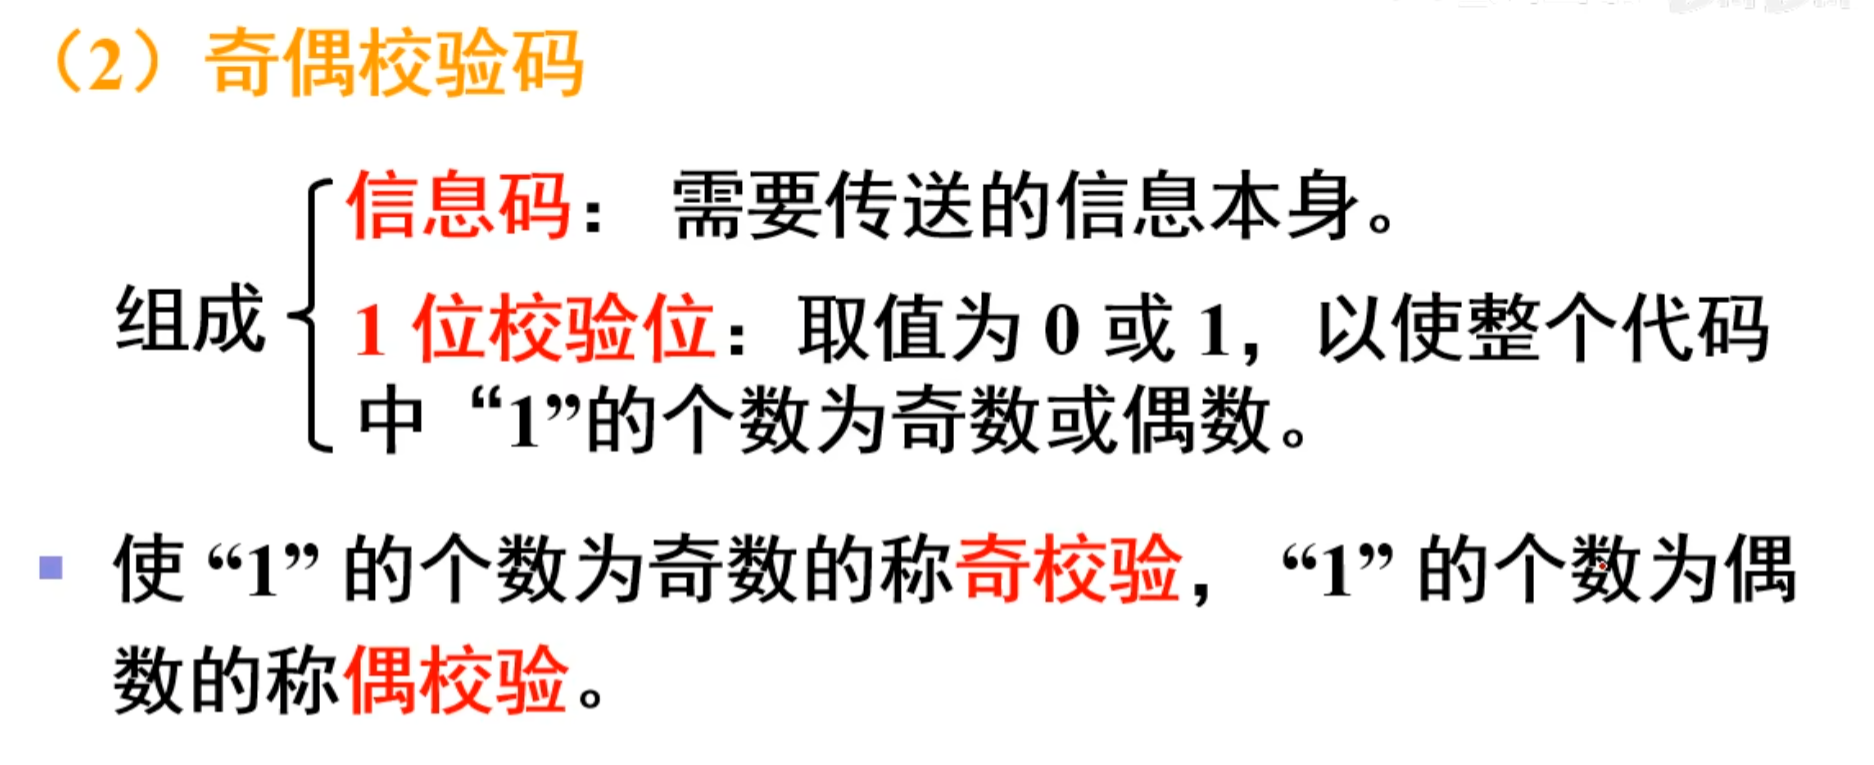 （2）奇偶校验码
信息码： 需要传送的信息本身。
组成
1 位校验位：取值为 0 或 1，以使整个代码
中“1”的个数为奇数或偶数。
使 “1” 的个数为奇数的称奇校验， “1” 的个数为偶
数的称偶校验。